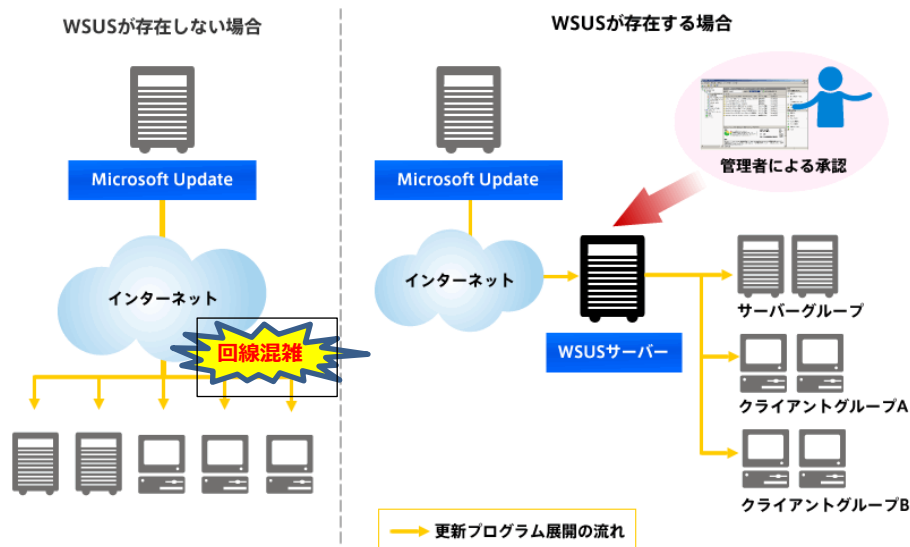 WSUSが存在しない場合
Microsoft Update
インターネット
回線混雑
WSUSが存在する場合
Microsoft Update
インターネット
管理者による承認
WSUSサーバー
サーバーグループ
クライアントグループA
クライアントグループB
更新プログラム展開の流れ